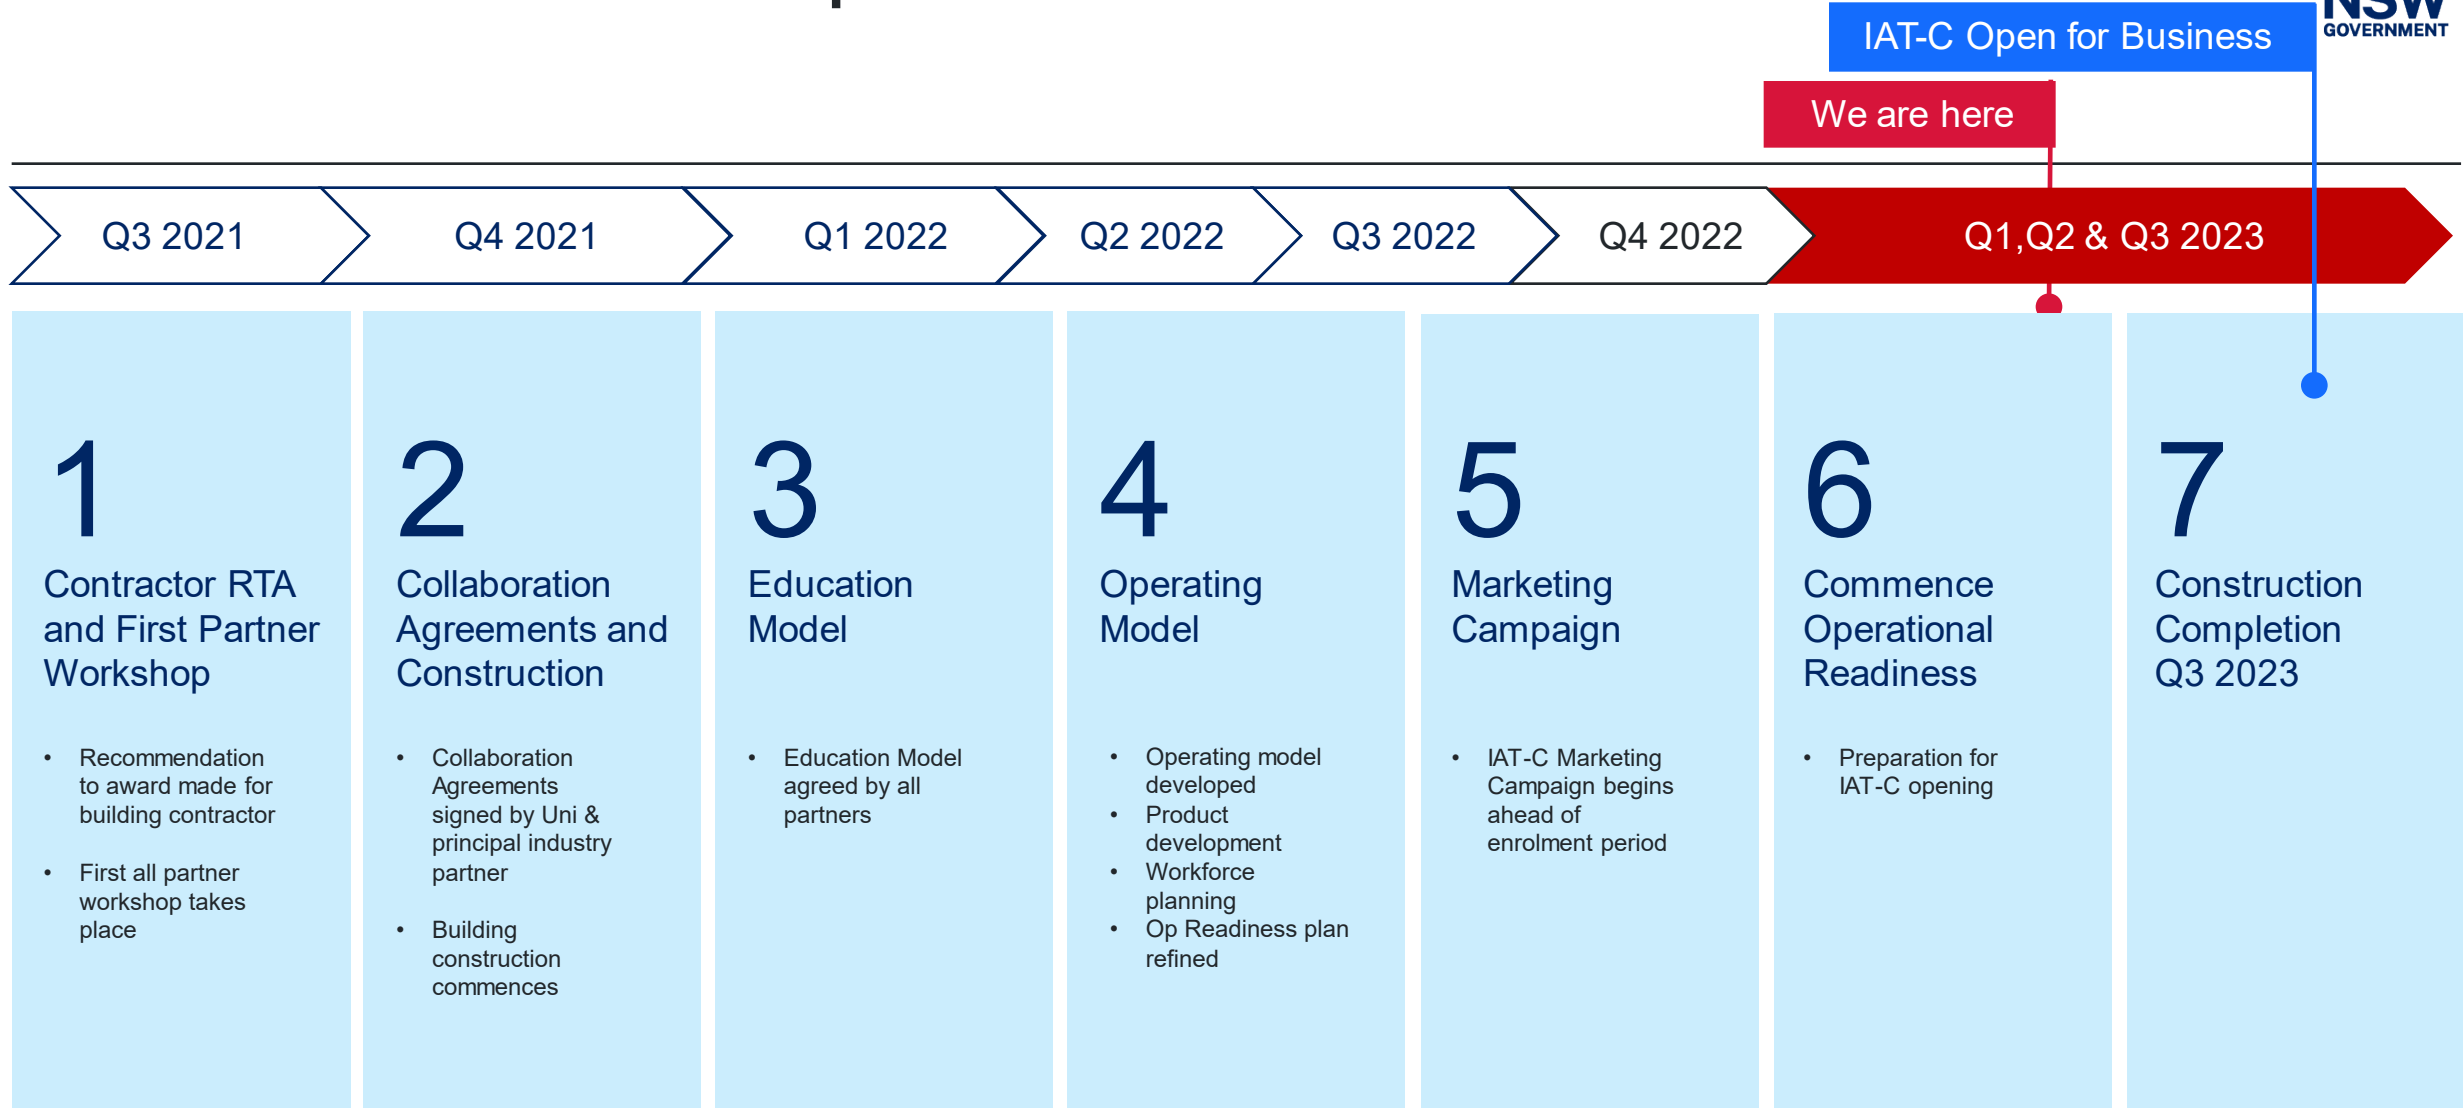 NSW
GOVERNMENT
IAT-C Open for Business
We are here
Q3 2021
Q4 2021
Q1 2022
Q2 2022
Q3 2022
Q4 2022
Q1,Q2 & Q3 2023
1
Contractor RTA
and First Partner
Workshop
• Recommendation
to award made for
building contractor
• First all partner
workshop takes
place
2
Collaboration
Agreements and
Construction
• Collaboration
Agreements
signed by Uni &
principal industry
partner
• Building
construction
commences
3
Education
Model
• Education Model
agreed by all
partners
4
Operating
Model
• Operating model
developed
• Product
development
• Workforce
planning
• Op Readiness plan
refined
5
Marketing
Campaign
• IAT-C Marketing
Campaign begins
ahead of
enrolment period
6
Commence
Operational
Readiness
• Preparation for
IAT-C opening
7
Construction
Completion
Q3 2023